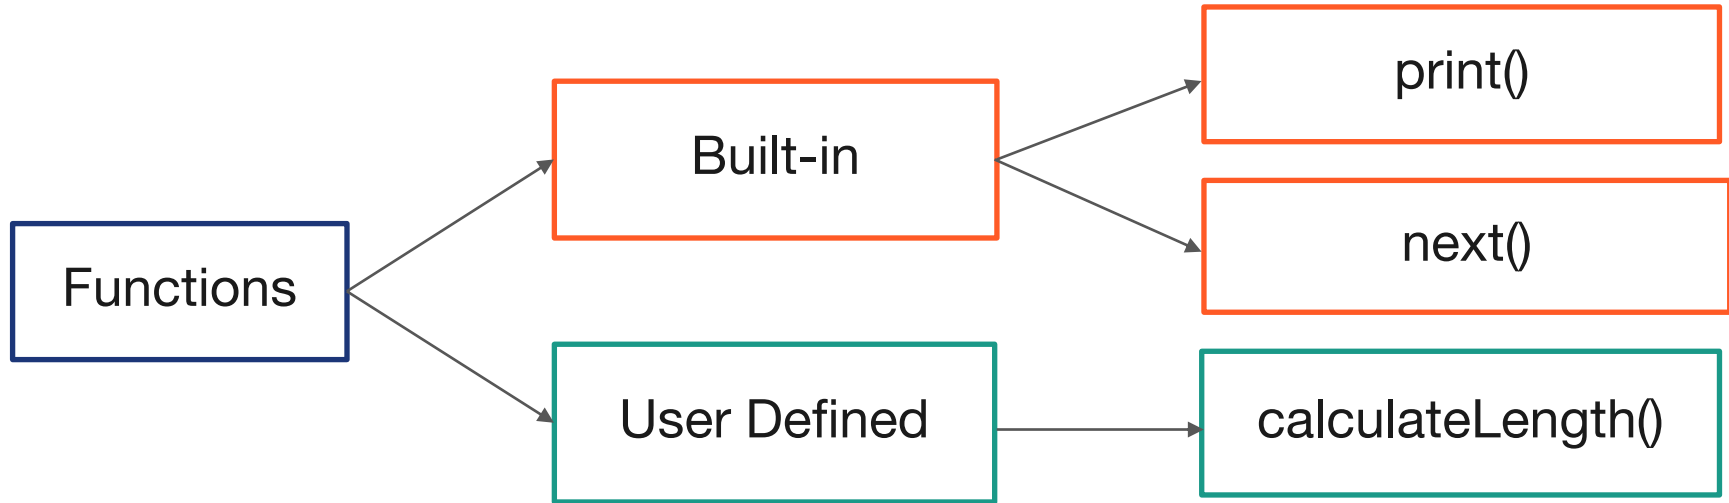 Functions
Built-in
User Defined
print()
next()
calculateLength()